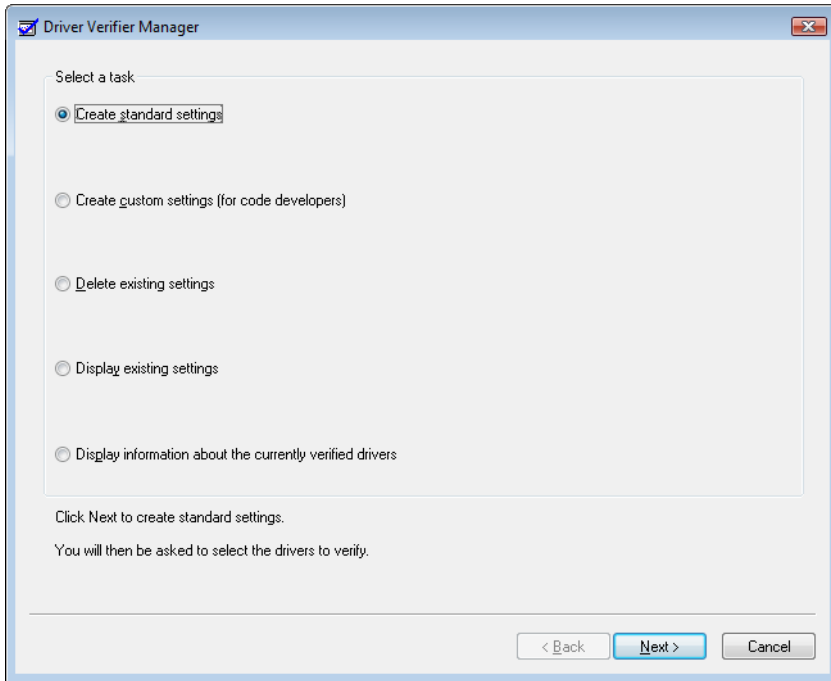 Driver Verifier Manager
Select a task
Create standard settings
Create custom settings (for code developers)
Delete existing settings
Display existing settings
Display information about the currently verified drivers
Click Next to create standard settings.
You will then be asked to select the drivers to verify.
< Back Next > Cancel